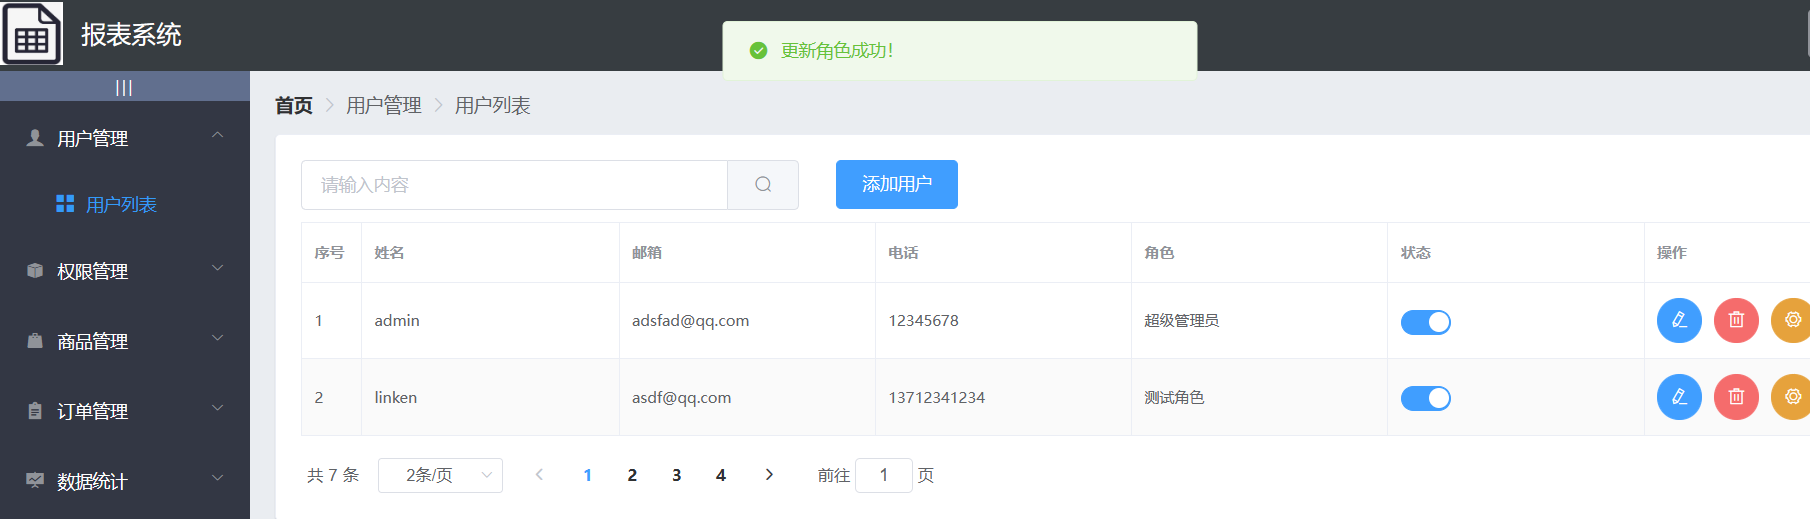 报表系统
更新角色成功!
|||
首页 > 用户管理 > 用户列表
用户管理
用户列表
权限管理
商品管理
订单管理
数据统计
请输入内容
添加用户
序号 姓名 邮箱 电话 角色 状态 操作
1 admin adsfad@qq.com 12345678 超级管理员
2 linken asdf@qq.com 13712341234 测试角色
共 7 条 2条/页 < 1 2 3 4 > 前往 1 页